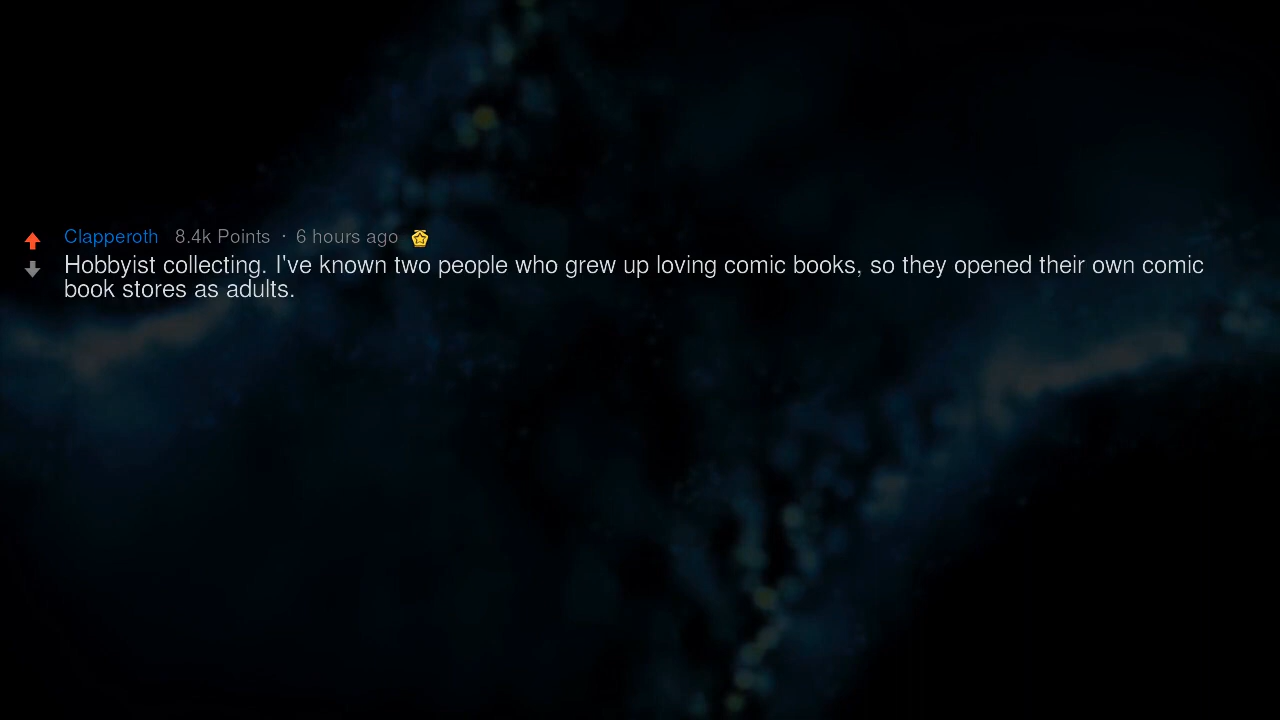 Clapperoth 8.4k Points · 6 hours ago
Hobbyist collecting. I've known two people who grew up loving comic books, so they opened their own comic
book stores as adults.